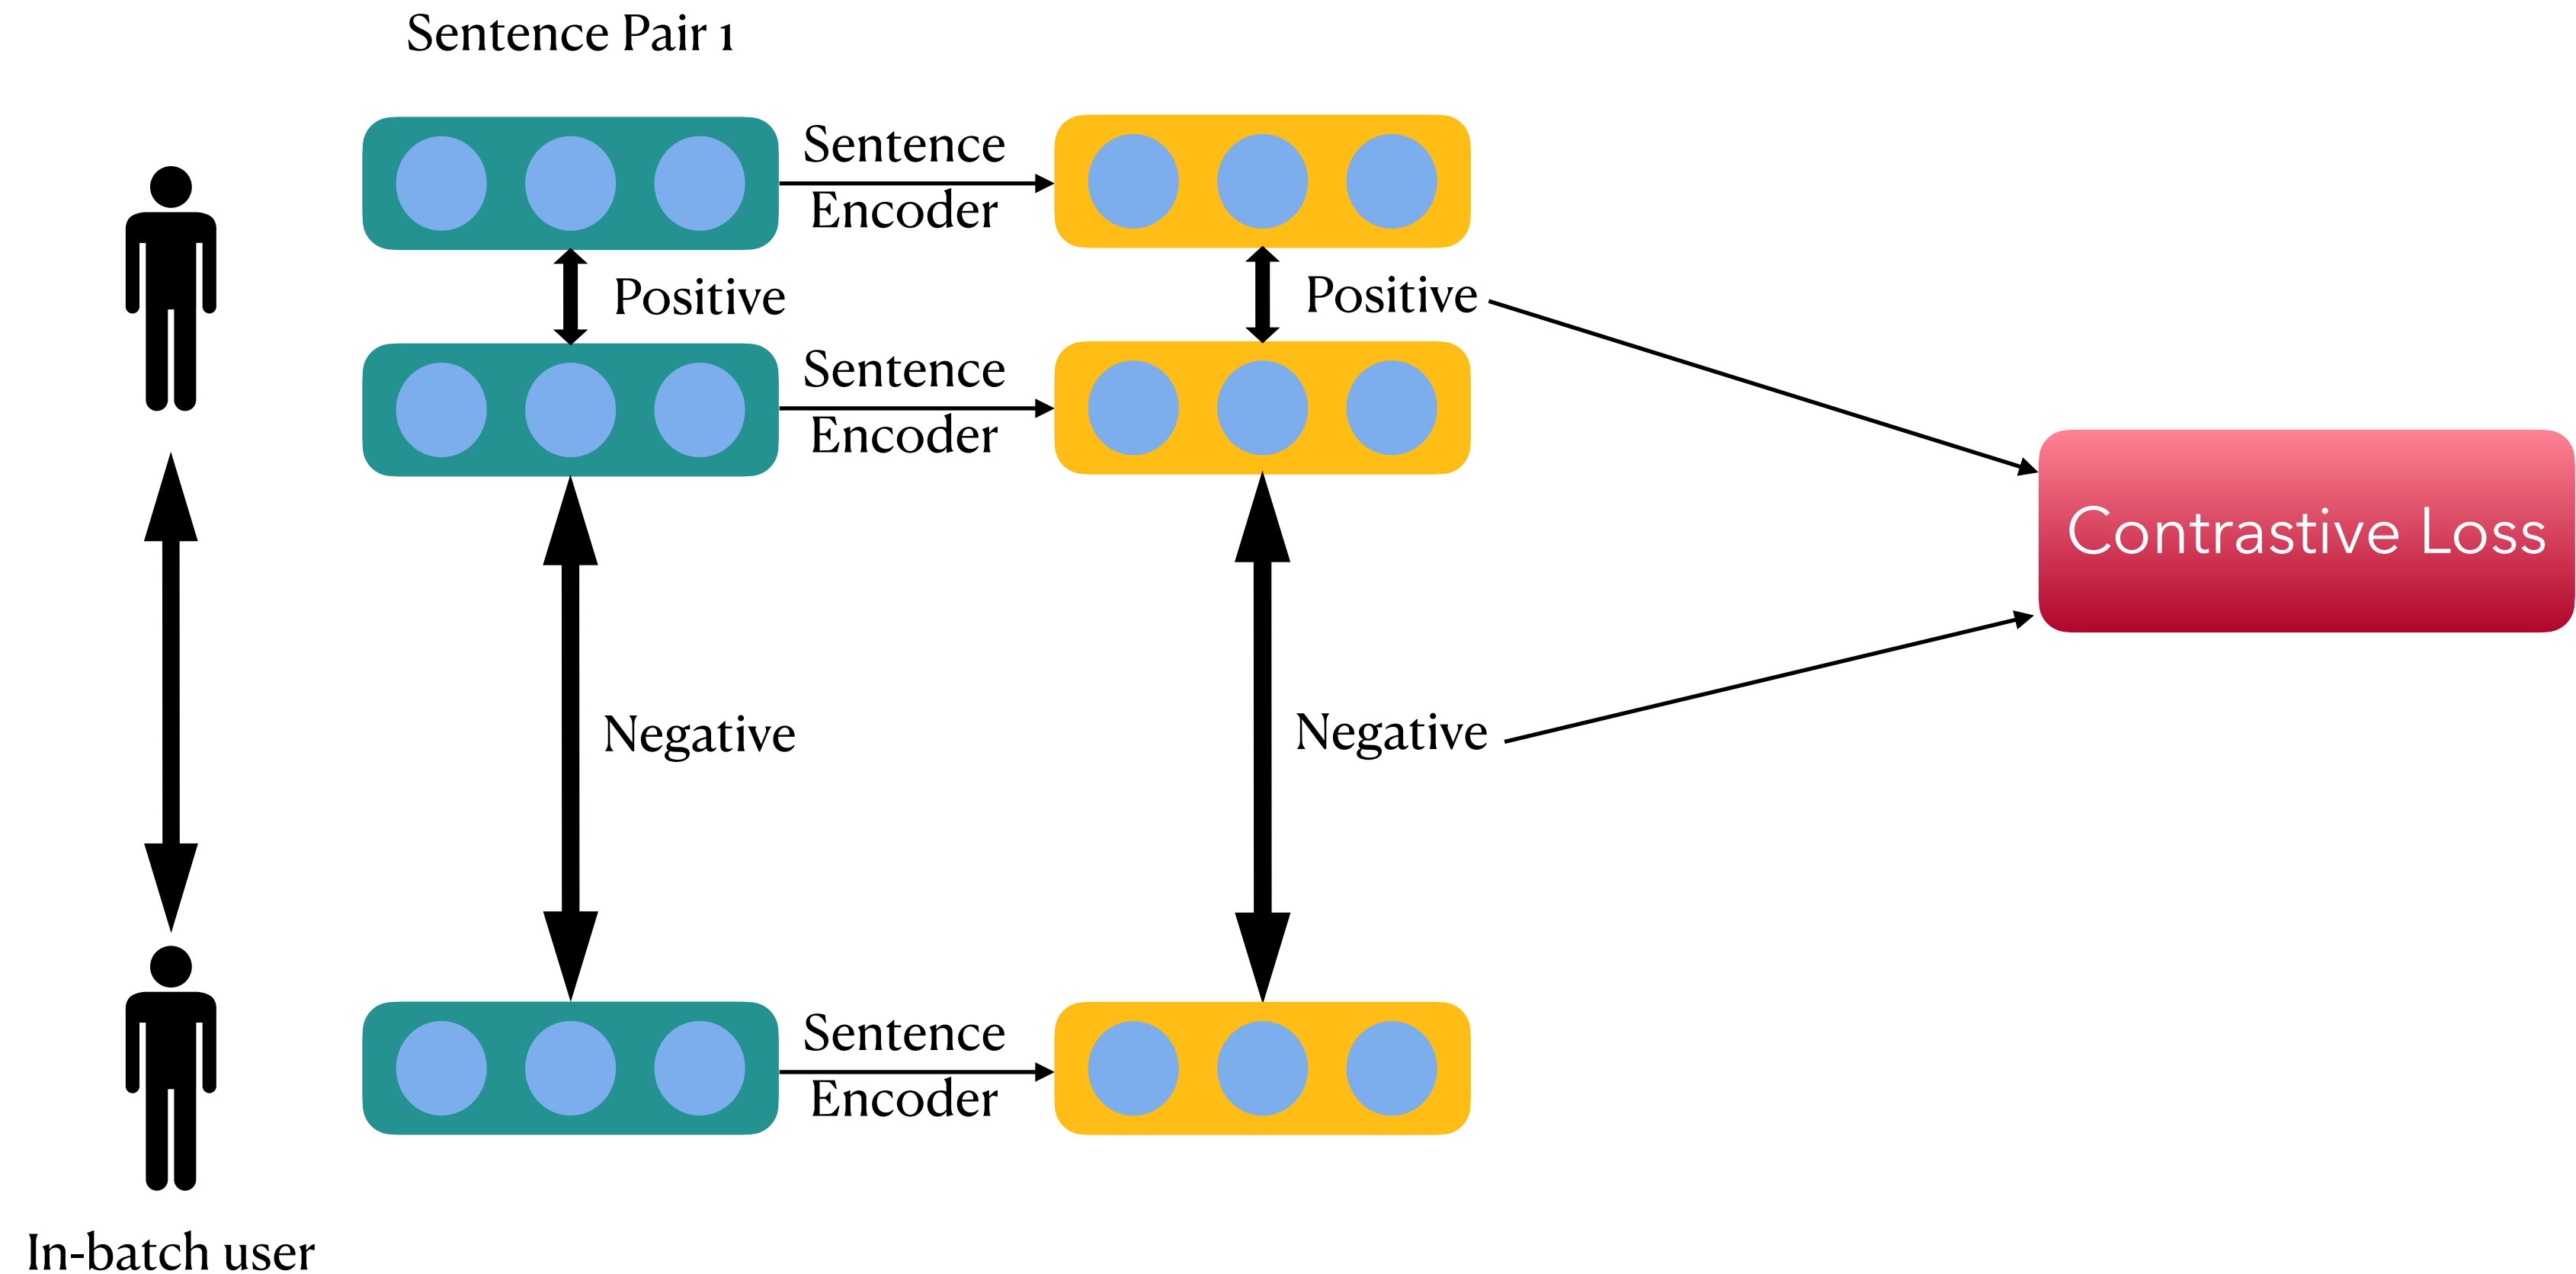 Sentence Pair 1
Sentence
Encoder
Positive
Positive
Sentence
Encoder
Contrastive Loss
Negative
Negative
Sentence
Encoder
In-batch user